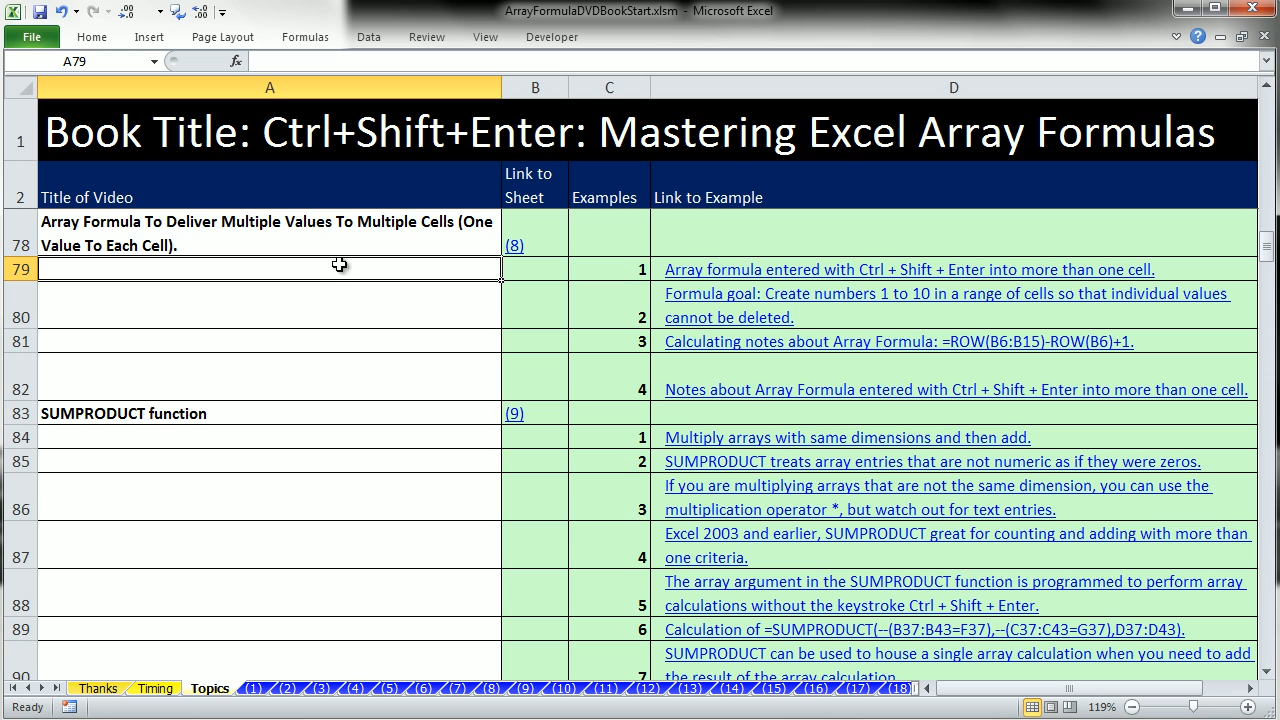 ArrayFormulaDVDBookStart.xlsm - Microsoft Excel
File Home Insert Page Layout Formulas Data Review View Developer
A79 fx
A B C D
1 Book Title: Ctrl+Shift+Enter: Mastering Excel Array Formulas
2 Title of Video Link to Sheet Examples Link to Example
78 Array Formula To Deliver Multiple Values To Multiple Cells (One
Value To Each Cell). (8)
79 1 Array formula entered with Ctrl + Shift + Enter into more than one cell.
80 2 Formula goal: Create numbers 1 to 10 in a range of cells so that individual values
cannot be deleted.
81 3 Calculating notes about Array Formula: =ROW(B6:B15)-ROW(B6)+1.
82 4 Notes about Array Formula entered with Ctrl + Shift + Enter into more than one cell.
83 SUMPRODUCT function (9)
84 1 Multiply arrays with same dimensions and then add.
85 2 SUMPRODUCT treats array entries that are not numeric as if they were zeros.
86 3 If you are multiplying arrays that are not the same dimension, you can use the
multiplication operator *, but watch out for text entries.
87 4 Excel 2003 and earlier, SUMPRODUCT great for counting and adding with more than
one criteria.
88 5 The array argument in the SUMPRODUCT function is programmed to perform array
calculations without the keystroke Ctrl + Shift + Enter.
89 6 Calculation of =SUMPRODUCT(--(B37:B43=F37),--(C37:C43=G37),D37:D43).
90 7 SUMPRODUCT can be used to house a single array calculation when you need to add
the result of the array calculation.
Thanks Timing Topics (1) (2) (3) (4) (5) (6) (7) (8) (9) (10) (11) (12) (13) (14) (15) (16) (17) (18
Ready 119%